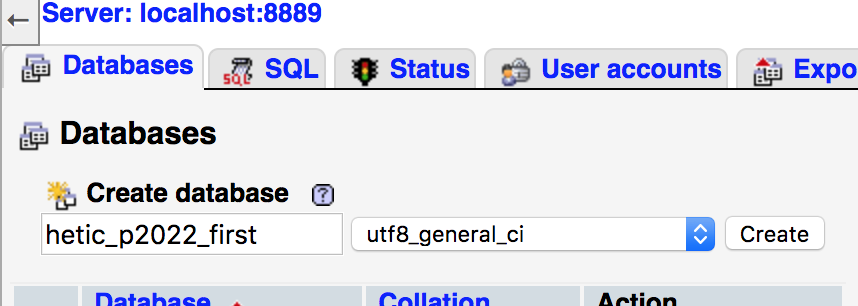 Server: localhost:8889
Databases SQL Status User accounts Expo
Databases
Create database ?
hetic_p2022_first utf8_general_ci Create
Database Collation Action